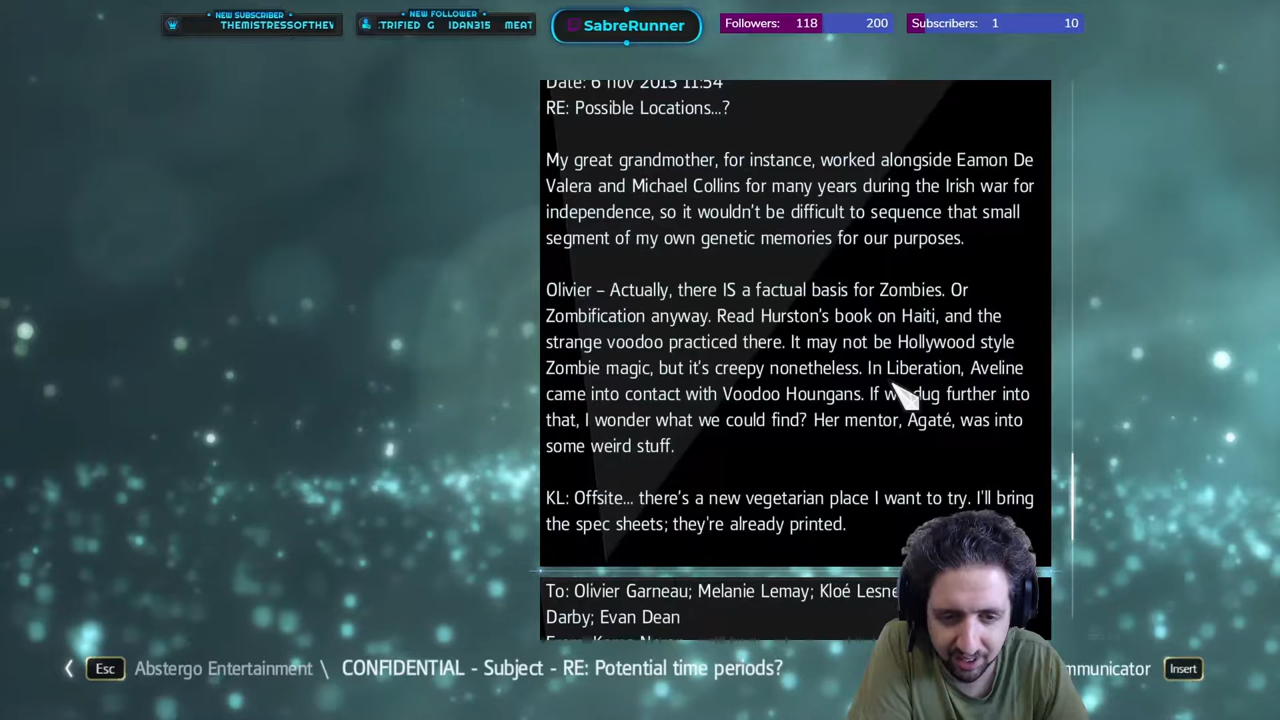 NEW SUBSCRIBER
THEMISTRESSOFTHEV
NEW FOLLOWER
TRIFIED G IDAN315 MEAT
SabreRunner
Followers: 118 200
Subscribers: 1 10
Date: 6 nov 2013 11:54
RE: Possible Locations...?
My great grandmother, for instance, worked alongside Eamon De
Valera and Michael Collins for many years during the Irish war for
independence, so it wouldn't be difficult to sequence that small
segment of my own genetic memories for our purposes.
Olivier – Actually, there IS a factual basis for Zombies. Or
Zombification anyway. Read Hurston's book on Haiti, and the
strange voodoo practiced there. It may not be Hollywood style
Zombie magic, but it's creepy nonetheless. In Liberation, Aveline
came into contact with Voodoo Houngans. If we dug further into
that, I wonder what we could find? Her mentor, Agaté, was into
some weird stuff.
KL: Offsite... there's a new vegetarian place I want to try. I'll bring
the spec sheets; they're already printed.
To: Olivier Garneau; Melanie Lemay; Kloé Lesne
Darby; Evan Dean
Esc Abstergo Entertainment \ CONFIDENTIAL - Subject - RE: Potential time periods?
mmunicator Insert